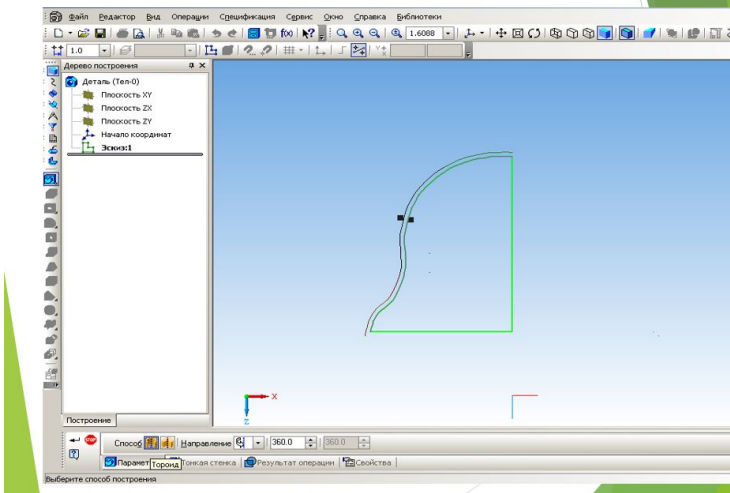 Файл Редактор Вид Операции Спецификация Сервис Окно Справка Библиотеки
f(x) 1.6088
1.0
Дерево построения
Деталь (Тел-0)
Плоскость XY
Плоскость ZX
Плоскость ZY
Начало координат
Эскиз:1
X
Z
Построение
STOP Способ Направление 360.0 360.0
Парамет Тороид Тонкая стенка Результат операции Свойства
Выберите способ построения